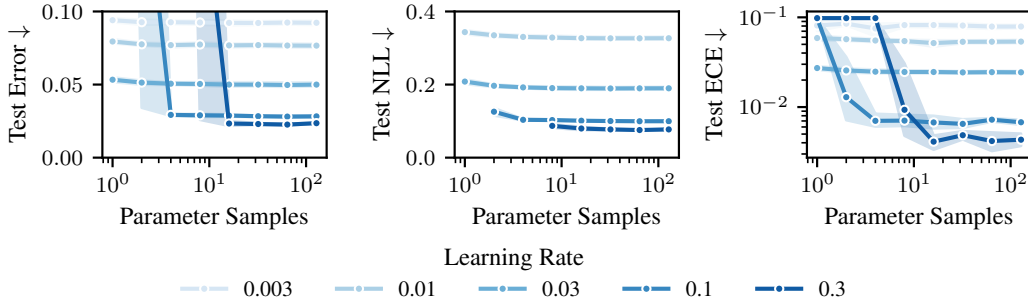 Test Error ↓
0.10
0.05
0.00
10⁰
10¹
10²
Parameter Samples
Test NLL ↓
0.4
0.2
0.0
10⁰
10¹
10²
Parameter Samples
Test ECE ↓
10⁻¹
10⁻²
10⁰
10¹
10²
Parameter Samples
Learning Rate
0.003 0.01 0.03 0.1 0.3